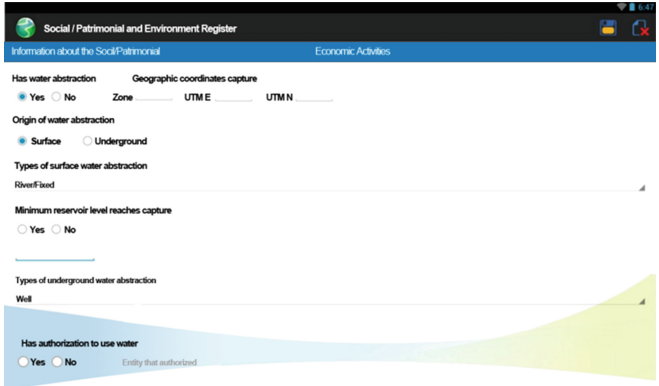 6:47
Social / Patrimonial and Environment Register
Information about the Socil/Patrimonial Economic Activities
Has water abstraction Geographic coordinates capture
Yes No Zone UTM E UTM N
Origin of water abstraction
Surface Underground
Types of surface water abstraction
River/Fixed
Minimum reservoir level reaches capture
Yes No
Types of underground water abstraction
Well
Has authorization to use water
Yes No Entity that authorized